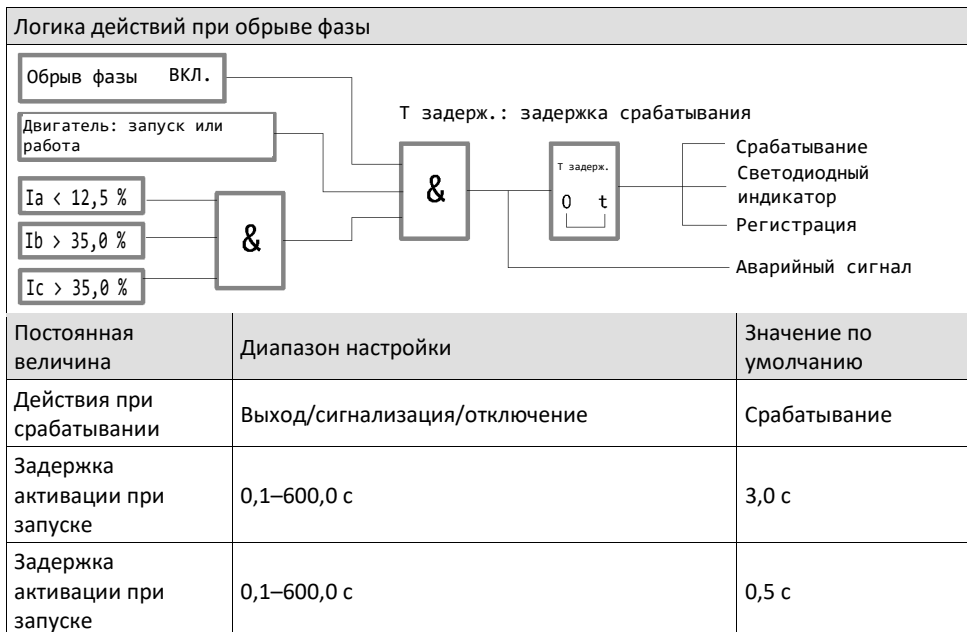 Логика действий при обрыве фазы
Обрыв фазы ВКЛ.
Двигатель: запуск или
работа
Ia < 12,5 %
Ib > 35,0 %
Ic > 35,0 %
&
&
T задерж.: задержка срабатывания
T задерж.
0 t
Срабатывание
Светодиодный
индикатор
Регистрация
Аварийный сигнал
Постоянная
величина
Диапазон настройки
Значение по
умолчанию
Действия при
срабатывании
Выход/сигнализация/отключение
Срабатывание
Задержка
активации при
запуске
0,1–600,0 с
3,0 с
Задержка
активации при
запуске
0,1–600,0 с
0,5 с